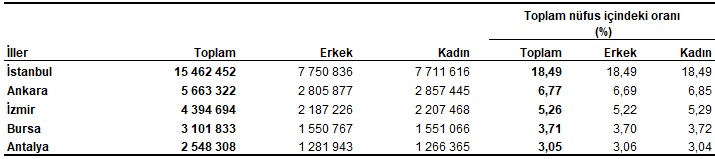 Toplam nüfus içindeki oranı
(%)
İller Toplam Erkek Kadın Toplam Erkek Kadın
İstanbul 15 462 452 7 750 836 7 711 616 18,49 18,49 18,49
Ankara 5 663 322 2 805 877 2 857 445 6,77 6,69 6,85
İzmir 4 394 694 2 187 226 2 207 468 5,26 5,22 5,29
Bursa 3 101 833 1 550 767 1 551 066 3,71 3,70 3,72
Antalya 2 548 308 1 281 943 1 266 365 3,05 3,06 3,04